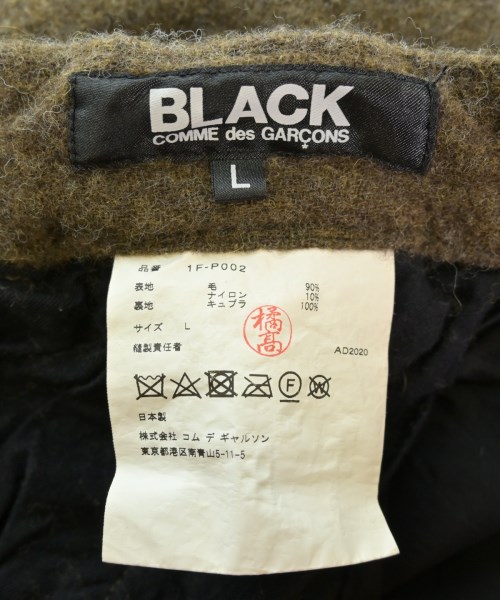 BLACK
COMME des GARÇONS
L
品番 1F-P002
表地 毛 90%
ナイロン 10%
裏地 キュプラ 100%
サイズ L
縫製責任者
橘高
AD2020
F
W
日本製
株式会社 コム デ ギャルソン
東京都港区南青山5-11-5